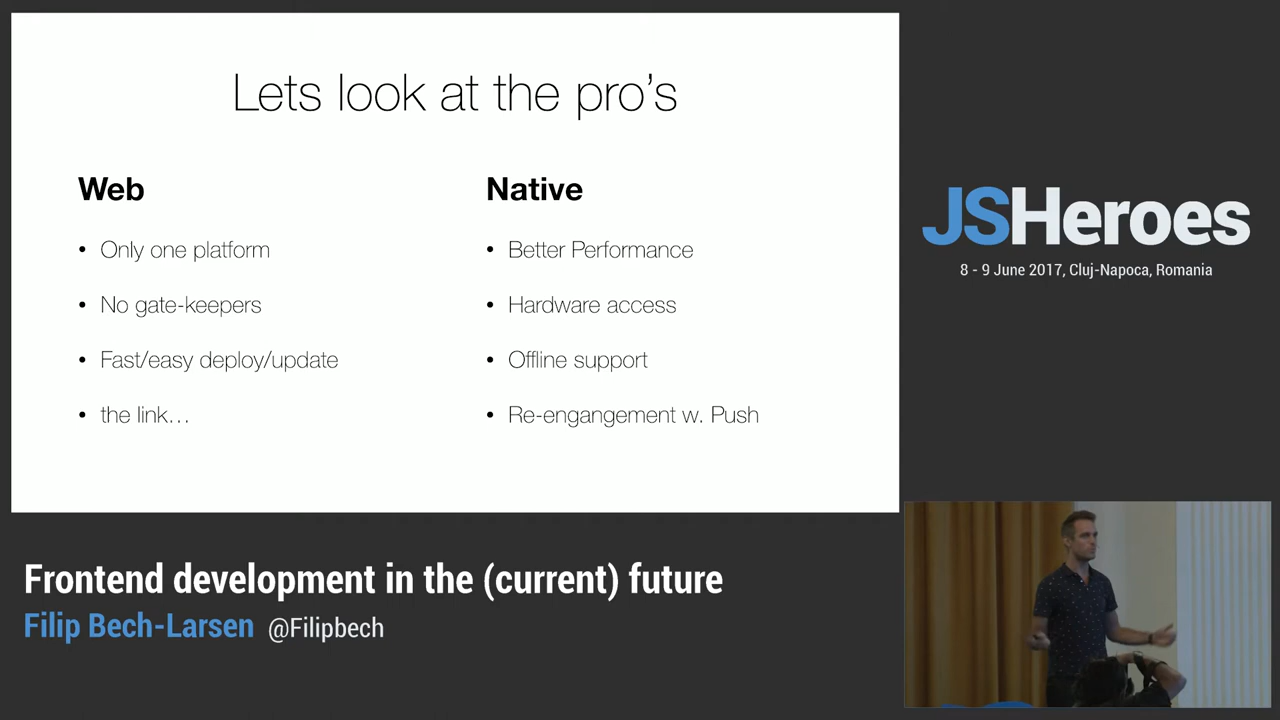 Lets look at the pro's
Web
• Only one platform
• No gate-keepers
• Fast/easy deploy/update
• the link...
Native
• Better Performance
• Hardware access
• Offline support
• Re-engangement w. Push
JSHeroes
8 - 9 June 2017, Cluj-Napoca, Romania
Frontend development in the (current) future
Filip Bech-Larsen @Filipbech